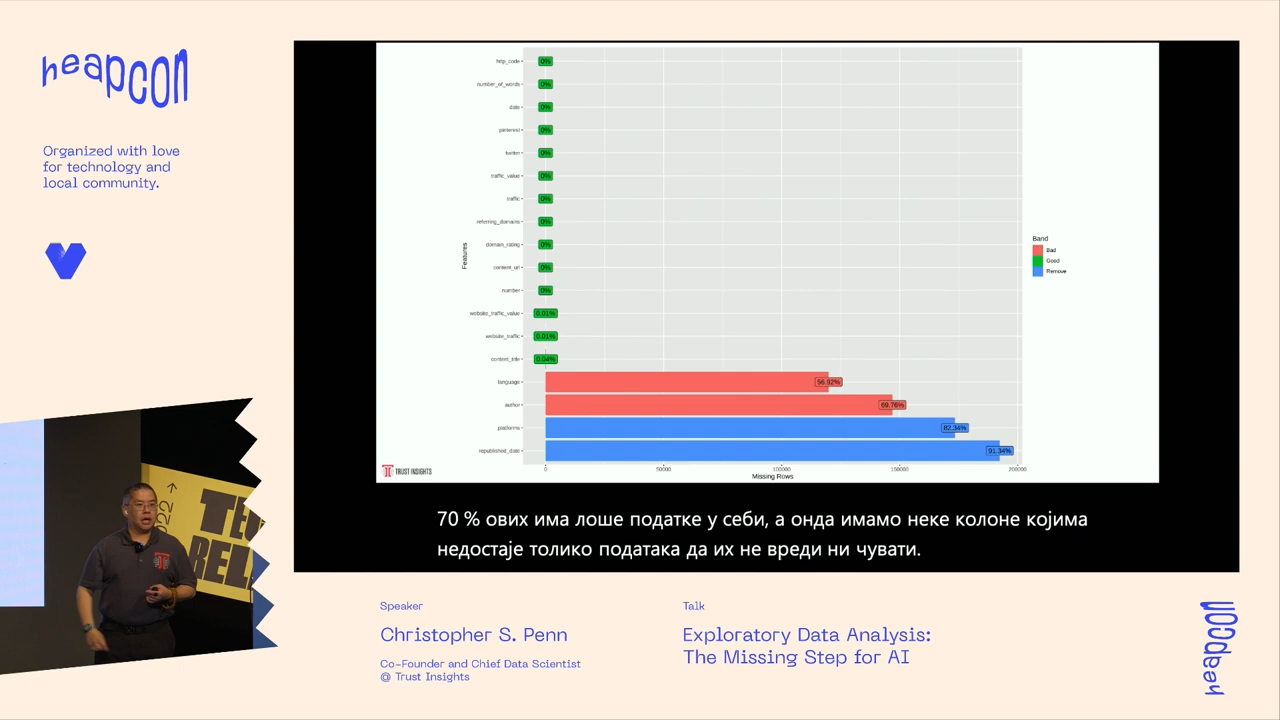 heapcon
Organized with love
for technology and
local community.
http_code
0%
number_of_words
0%
date
0%
pinterest
0%
twitter
0%
traffic_value
0%
traffic
0%
referring_domains
0%
domain_rating
0%
content_url
0%
number
0%
website_traffic_value
0.01%
website_traffic
0.01%
content_title
0.04%
language
56.92%
author
69.76%
platforms
82.34%
republished_date
91.34%
Features
0
50000
100000
150000
200000
Missing Rows
Band
Bad
Good
Remove
TRUST INSIGHTS
70 % ових има лоше податке у себи, а онда имамо неке колоне којима
недостаје толико података да их не вреди ни чувати.
Speaker
Christopher S. Penn
Co-Founder and Chief Data Scientist
@ Trust Insights
Talk
Exploratory Data Analysis:
The Missing Step for AI
heapcon